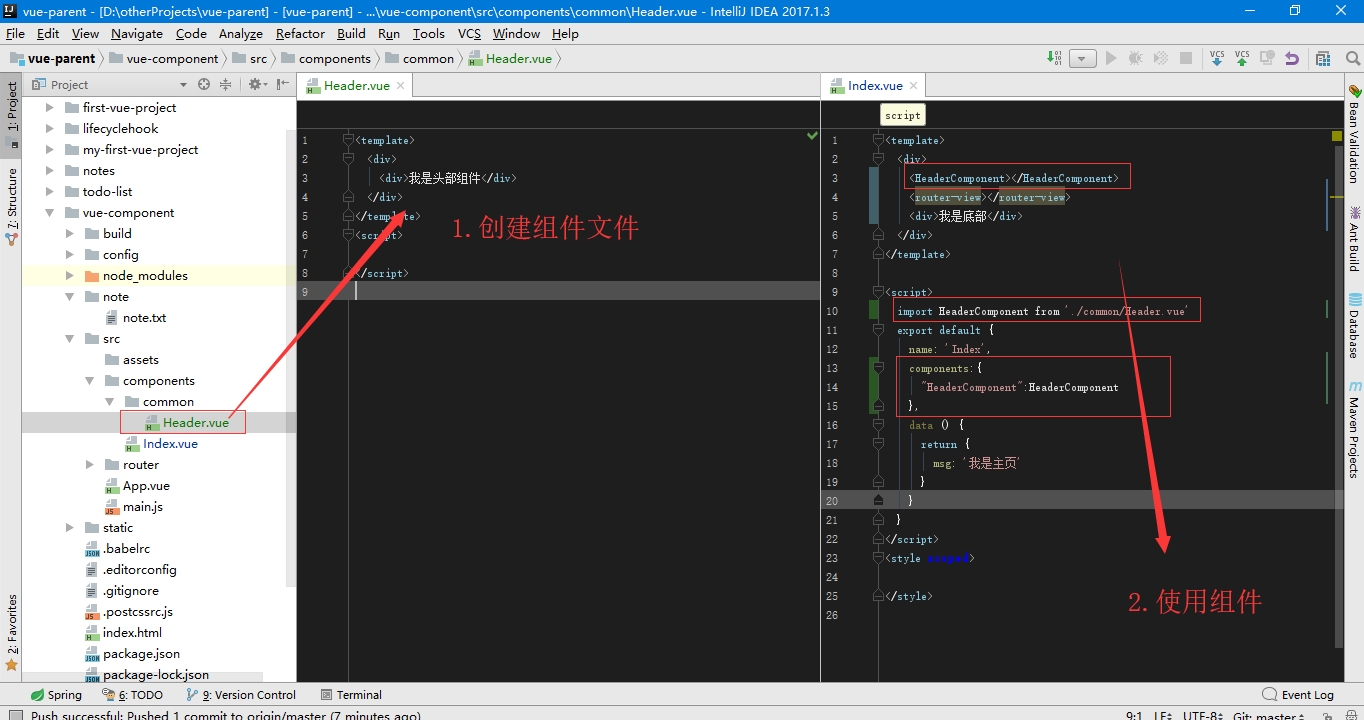 vue-parent - [D:\otherProjects\vue-parent] - [vue-parent] - ...\vue-component\src\components\common\Header.vue - IntelliJ IDEA 2017.1.3
File Edit View Navigate Code Analyze Refactor Build Run Tools VCS Window Help
vue-parent vue-component src components common Header.vue
VCS VCS
1: Project
7: Structure
2: Favorites
Project
first-vue-project
lifecyclehook
my-first-vue-project
notes
todo-list
vue-component
build
config
node_modules
note
note.txt
src
assets
components
common
Header.vue
Index.vue
router
App.vue
main.js
static
.babelrc
.editorconfig
.gitignore
.postcssrc.js
index.html
package.json
package-lock.json
Header.vue
1 <template>
2 <div>
3 <div>我是头部组件</div>
4 </div>
5 </template>
6 <script>
7
8 </script>
9
1.创建组件文件
Index.vue
script
1 <template>
2 <div>
3 <HeaderComponent></HeaderComponent>
4 <router-view></router-view>
5 <div>我是底部</div>
6 </div>
7 </template>
8
9 <script>
10 import HeaderComponent from './common/Header.vue'
11 export default {
12 name: 'Index',
13 components: {
14 "HeaderComponent":HeaderComponent
15 },
16 data () {
17 return {
18 msg: '我是主页'
19 }
20 }
21 }
22 </script>
23 <style scoped>
24
25 </style>
26
2.使用组件
Bean Validation
Ant Build
Database
Maven Projects
Spring 6: TODO 9: Version Control Terminal Event Log
Push successful: Pushed 1 commit to origin/master (7 minutes ago) 9:1 LF UTF-8 Git: master